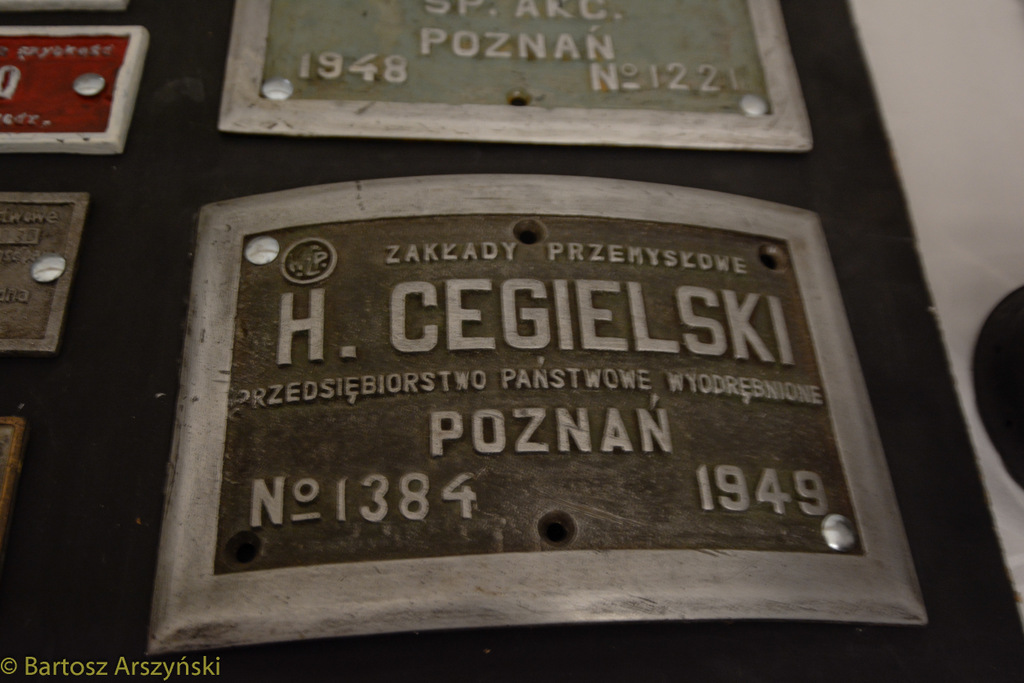 SP. AKC.
POZNAŃ
1948 No 1221
Q
ZAKŁADY PRZEMYSŁOWE
H. CEGIELSKI
PRZEDSIĘBIORSTWO PAŃSTWOWE WYODRĘBNIONE
POZNAŃ
No 1384 1949
© Bartosz Arszyński